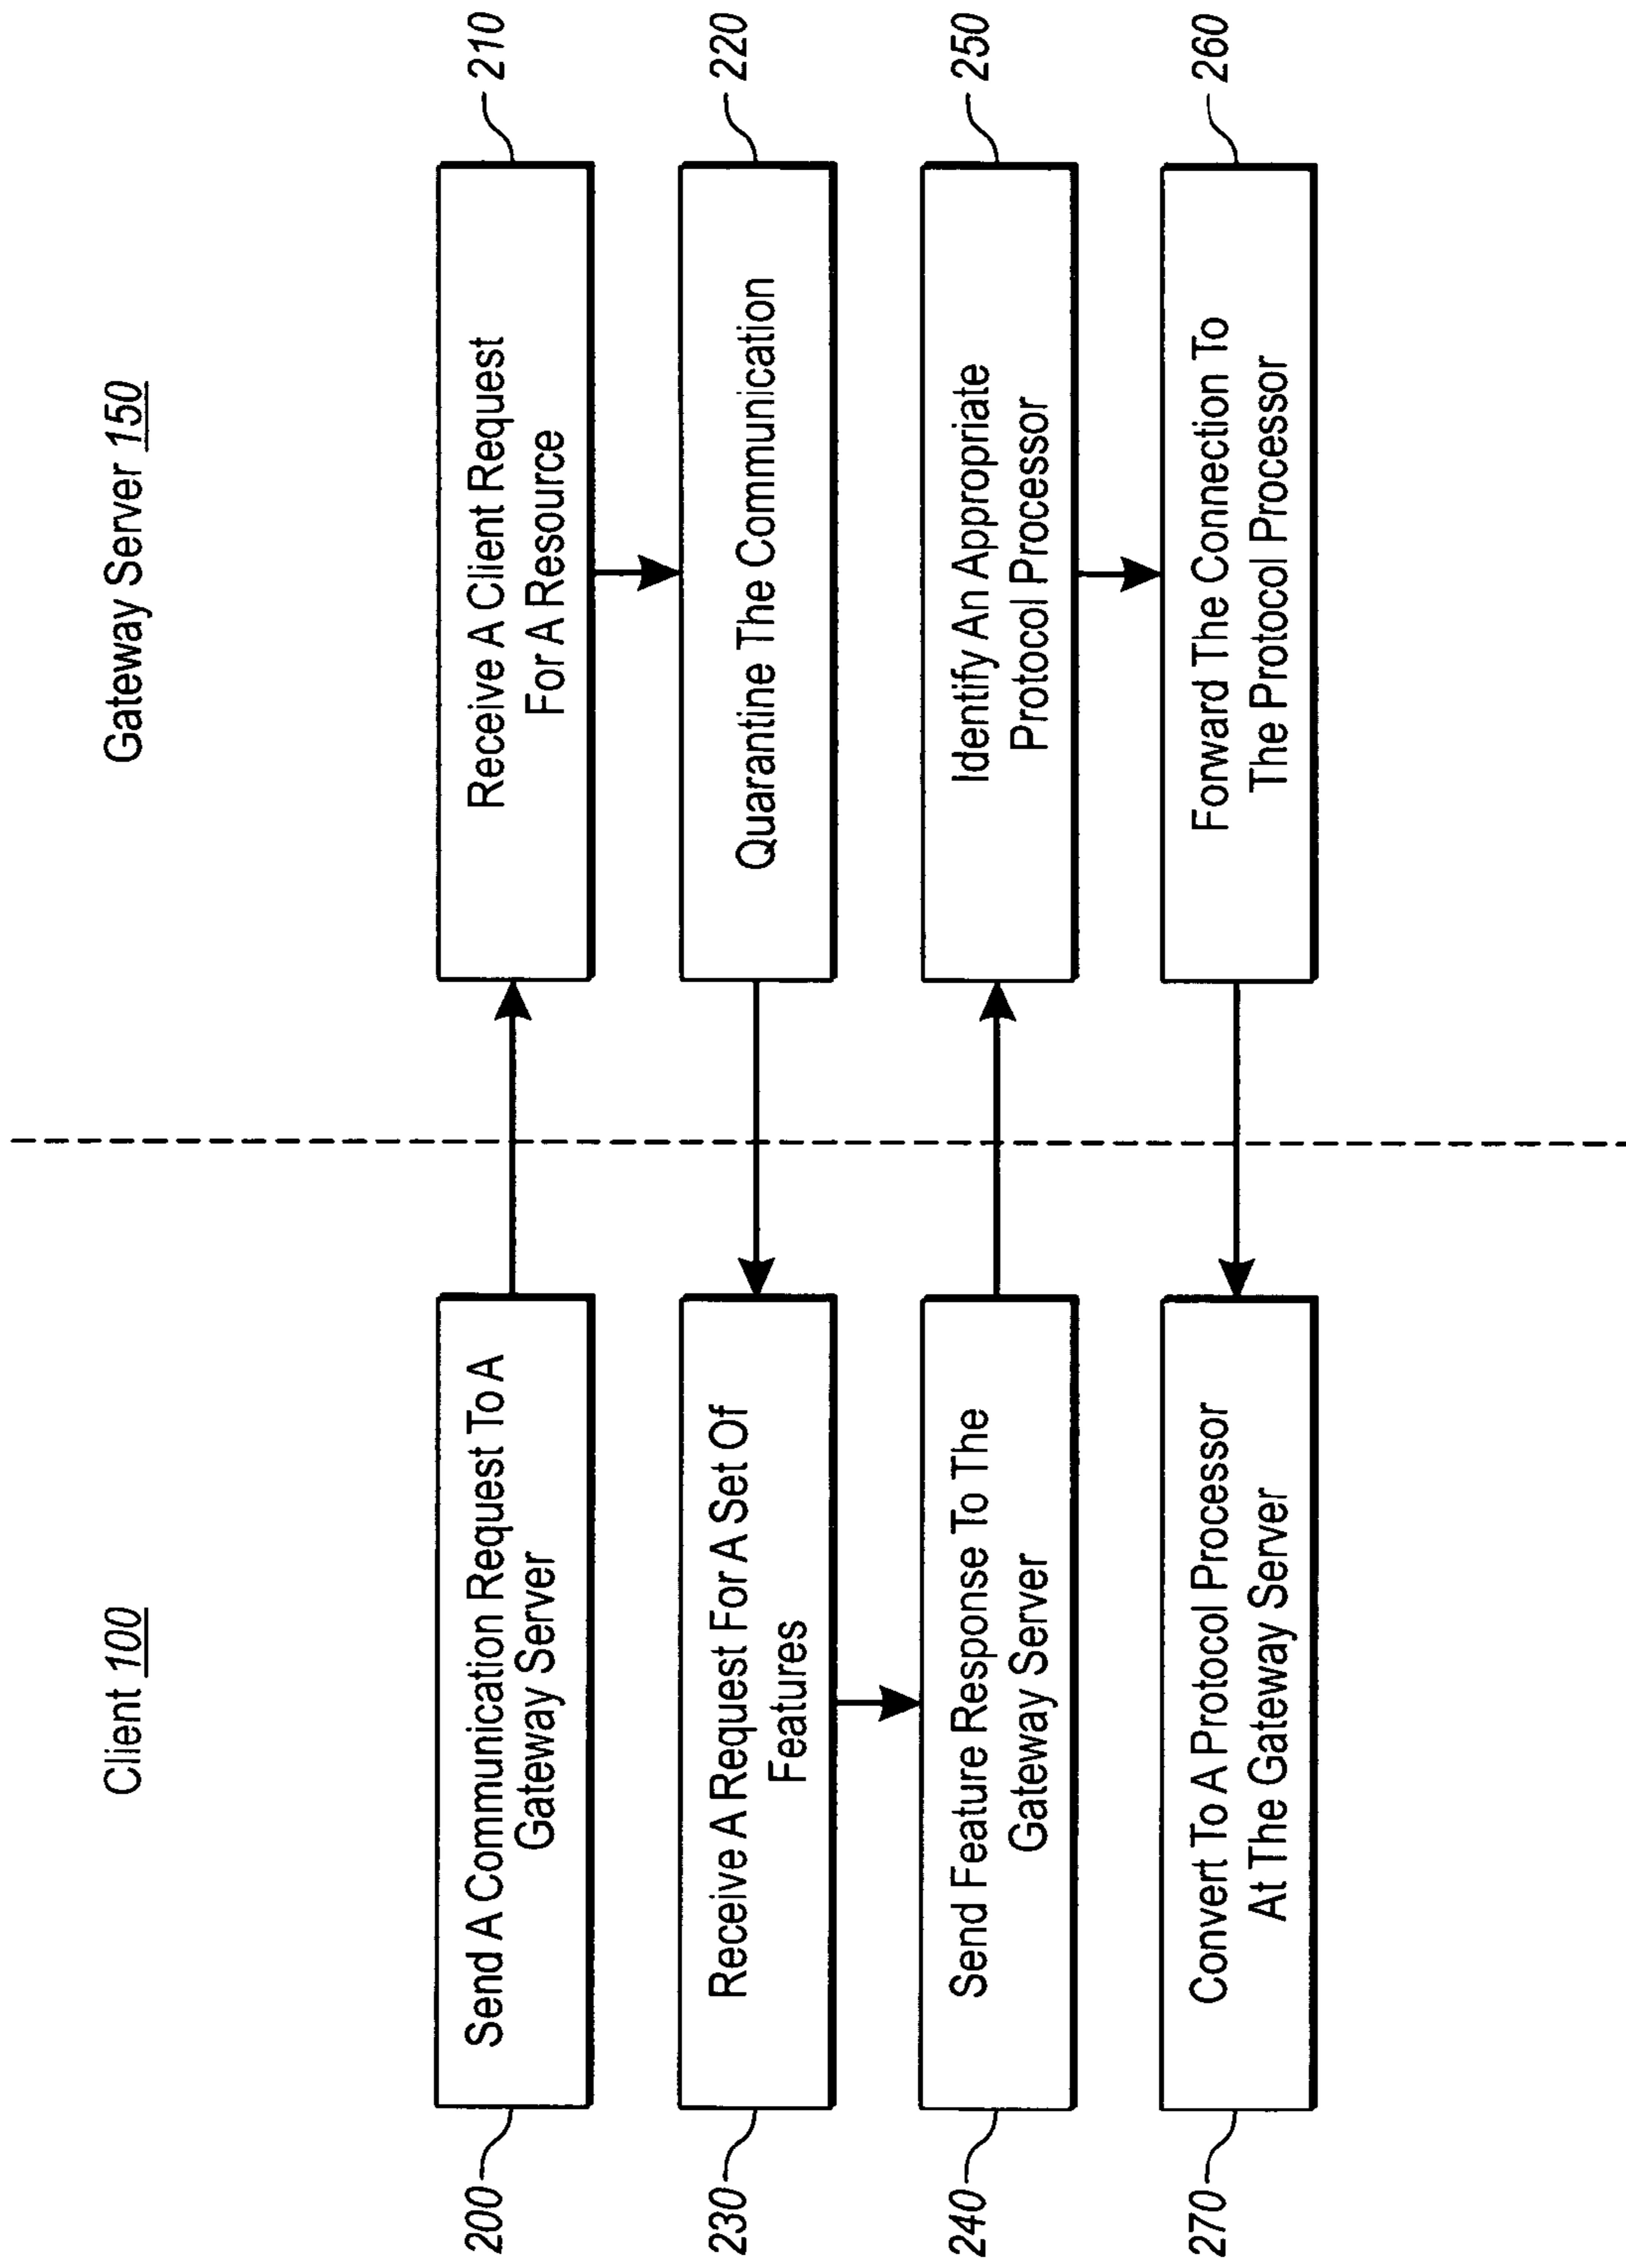 Client 100
Gateway Server 150
200
Send A Communication Request To A
Gateway Server
Receive A Client Request
For A Resource
210
230
Receive A Request For A Set Of
Features
Quarantine The Communication
220
240
Send Feature Response To The
Gateway Server
Identify An Appropriate
Protocol Processor
250
270
Convert To A Protocol Processor
At The Gateway Server
Forward The Connection To
The Protocol Processor
260